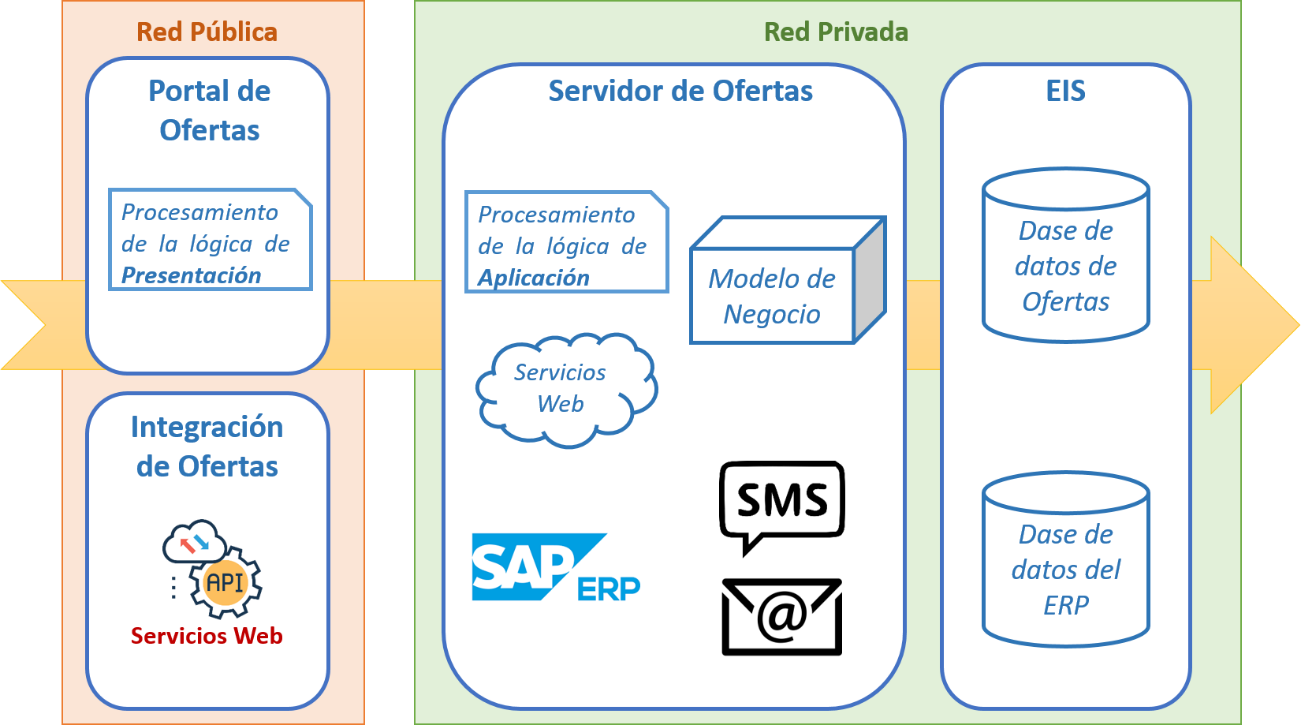 Red Pública
Portal de
Ofertas
Procesamiento
de la lógica de
Presentación
Integración
de Ofertas
API
Servicios Web
Red Privada
Servidor de Ofertas
Procesamiento
de la lógica de
Aplicación
Modelo de
Negocio
Servicios
Web
SMS
SAP
ERP
@
EIS
Dase de
datos de
Ofertas
Dase de
datos del
ERP